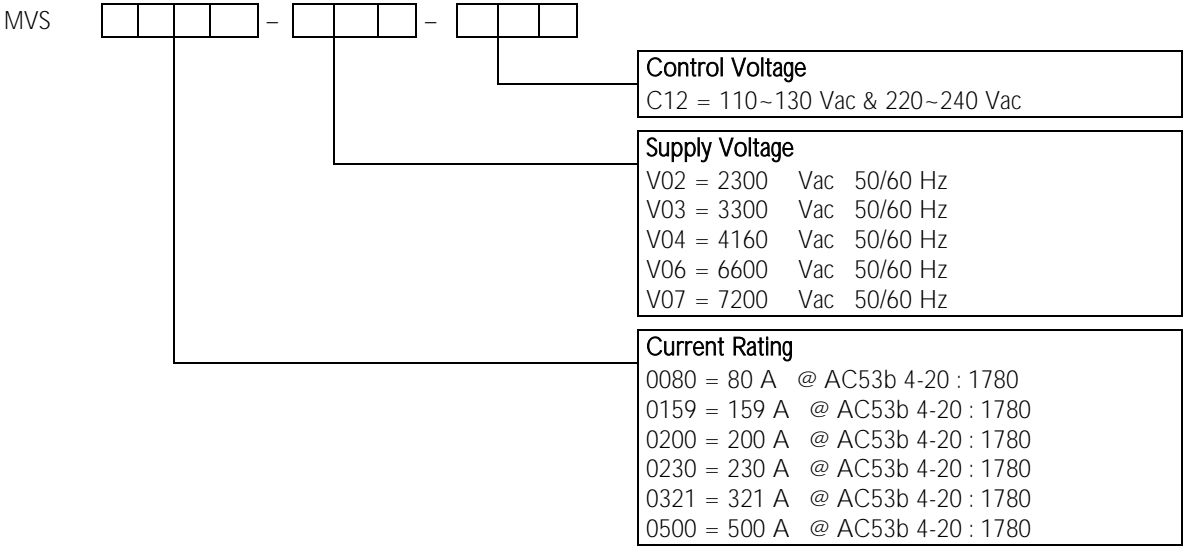 MVS – –
Control Voltage
C12 = 110~130 Vac & 220~240 Vac
Supply Voltage
V02 = 2300 Vac 50/60 Hz
V03 = 3300 Vac 50/60 Hz
V04 = 4160 Vac 50/60 Hz
V06 = 6600 Vac 50/60 Hz
V07 = 7200 Vac 50/60 Hz
Current Rating
0080 = 80 A @ AC53b 4-20 : 1780
0159 = 159 A @ AC53b 4-20 : 1780
0200 = 200 A @ AC53b 4-20 : 1780
0230 = 230 A @ AC53b 4-20 : 1780
0321 = 321 A @ AC53b 4-20 : 1780
0500 = 500 A @ AC53b 4-20 : 1780